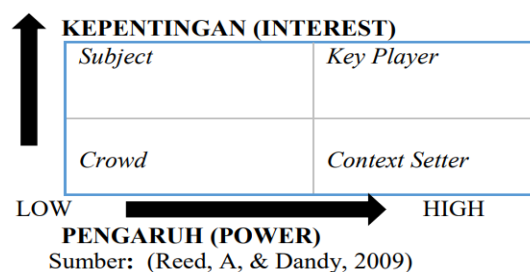 KEPENTINGAN (INTEREST)
Subject Key Player
Crowd Context Setter
LOW HIGH
PENGARUH (POWER)
Sumber: (Reed, A, & Dandy, 2009)